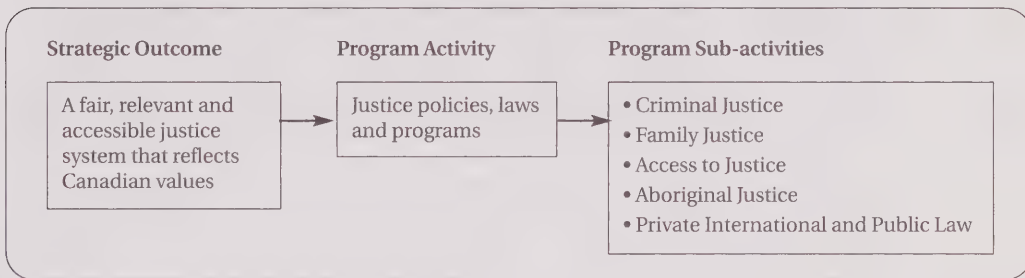 Strategic Outcome
A fair, relevant and
accessible justice
system that reflects
Canadian values
Program Activity
Justice policies, laws
and programs
Program Sub-activities
• Criminal Justice
• Family Justice
• Access to Justice
• Aboriginal Justice
• Private International and Public Law